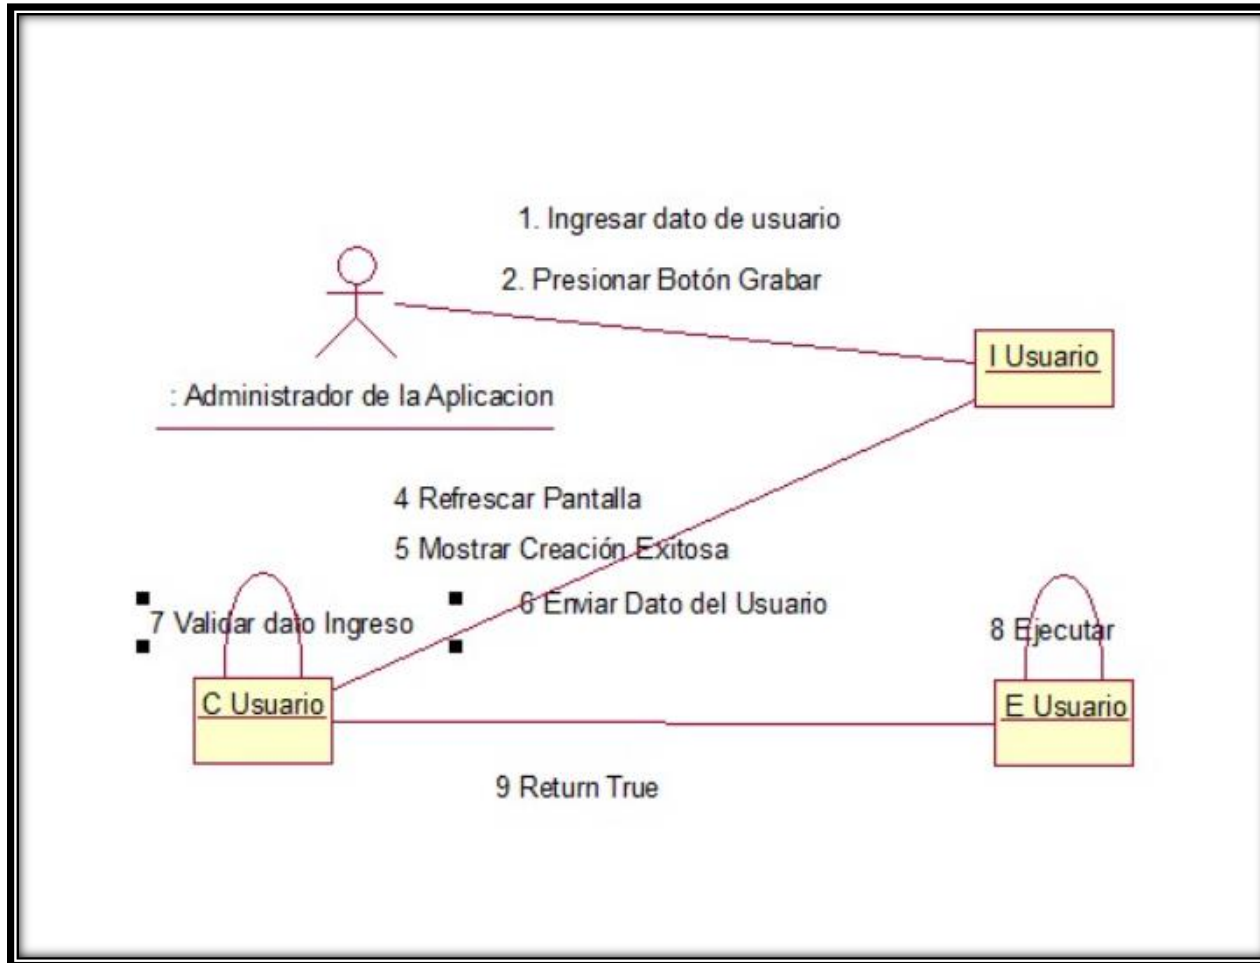 1. Ingresar dato de usuario
2. Presionar Botón Grabar
I Usuario
: Administrador de la Aplicacion
4 Refrescar Pantalla
5 Mostrar Creación Exitosa
6 Enviar Dato del Usuario
7 Validar dato Ingreso
8 Ejecutar
C Usuario
E Usuario
9 Return True